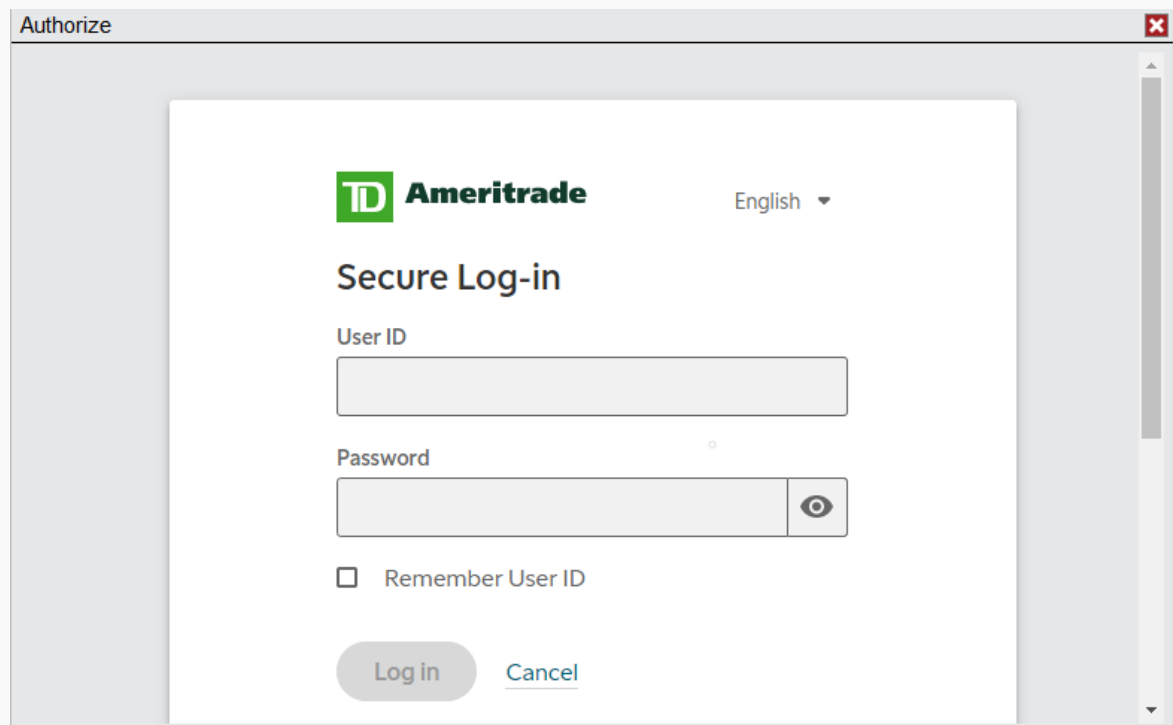 Authorize
TD Ameritrade
English
Secure Log-in
User ID
Password
Remember User ID
Log in Cancel